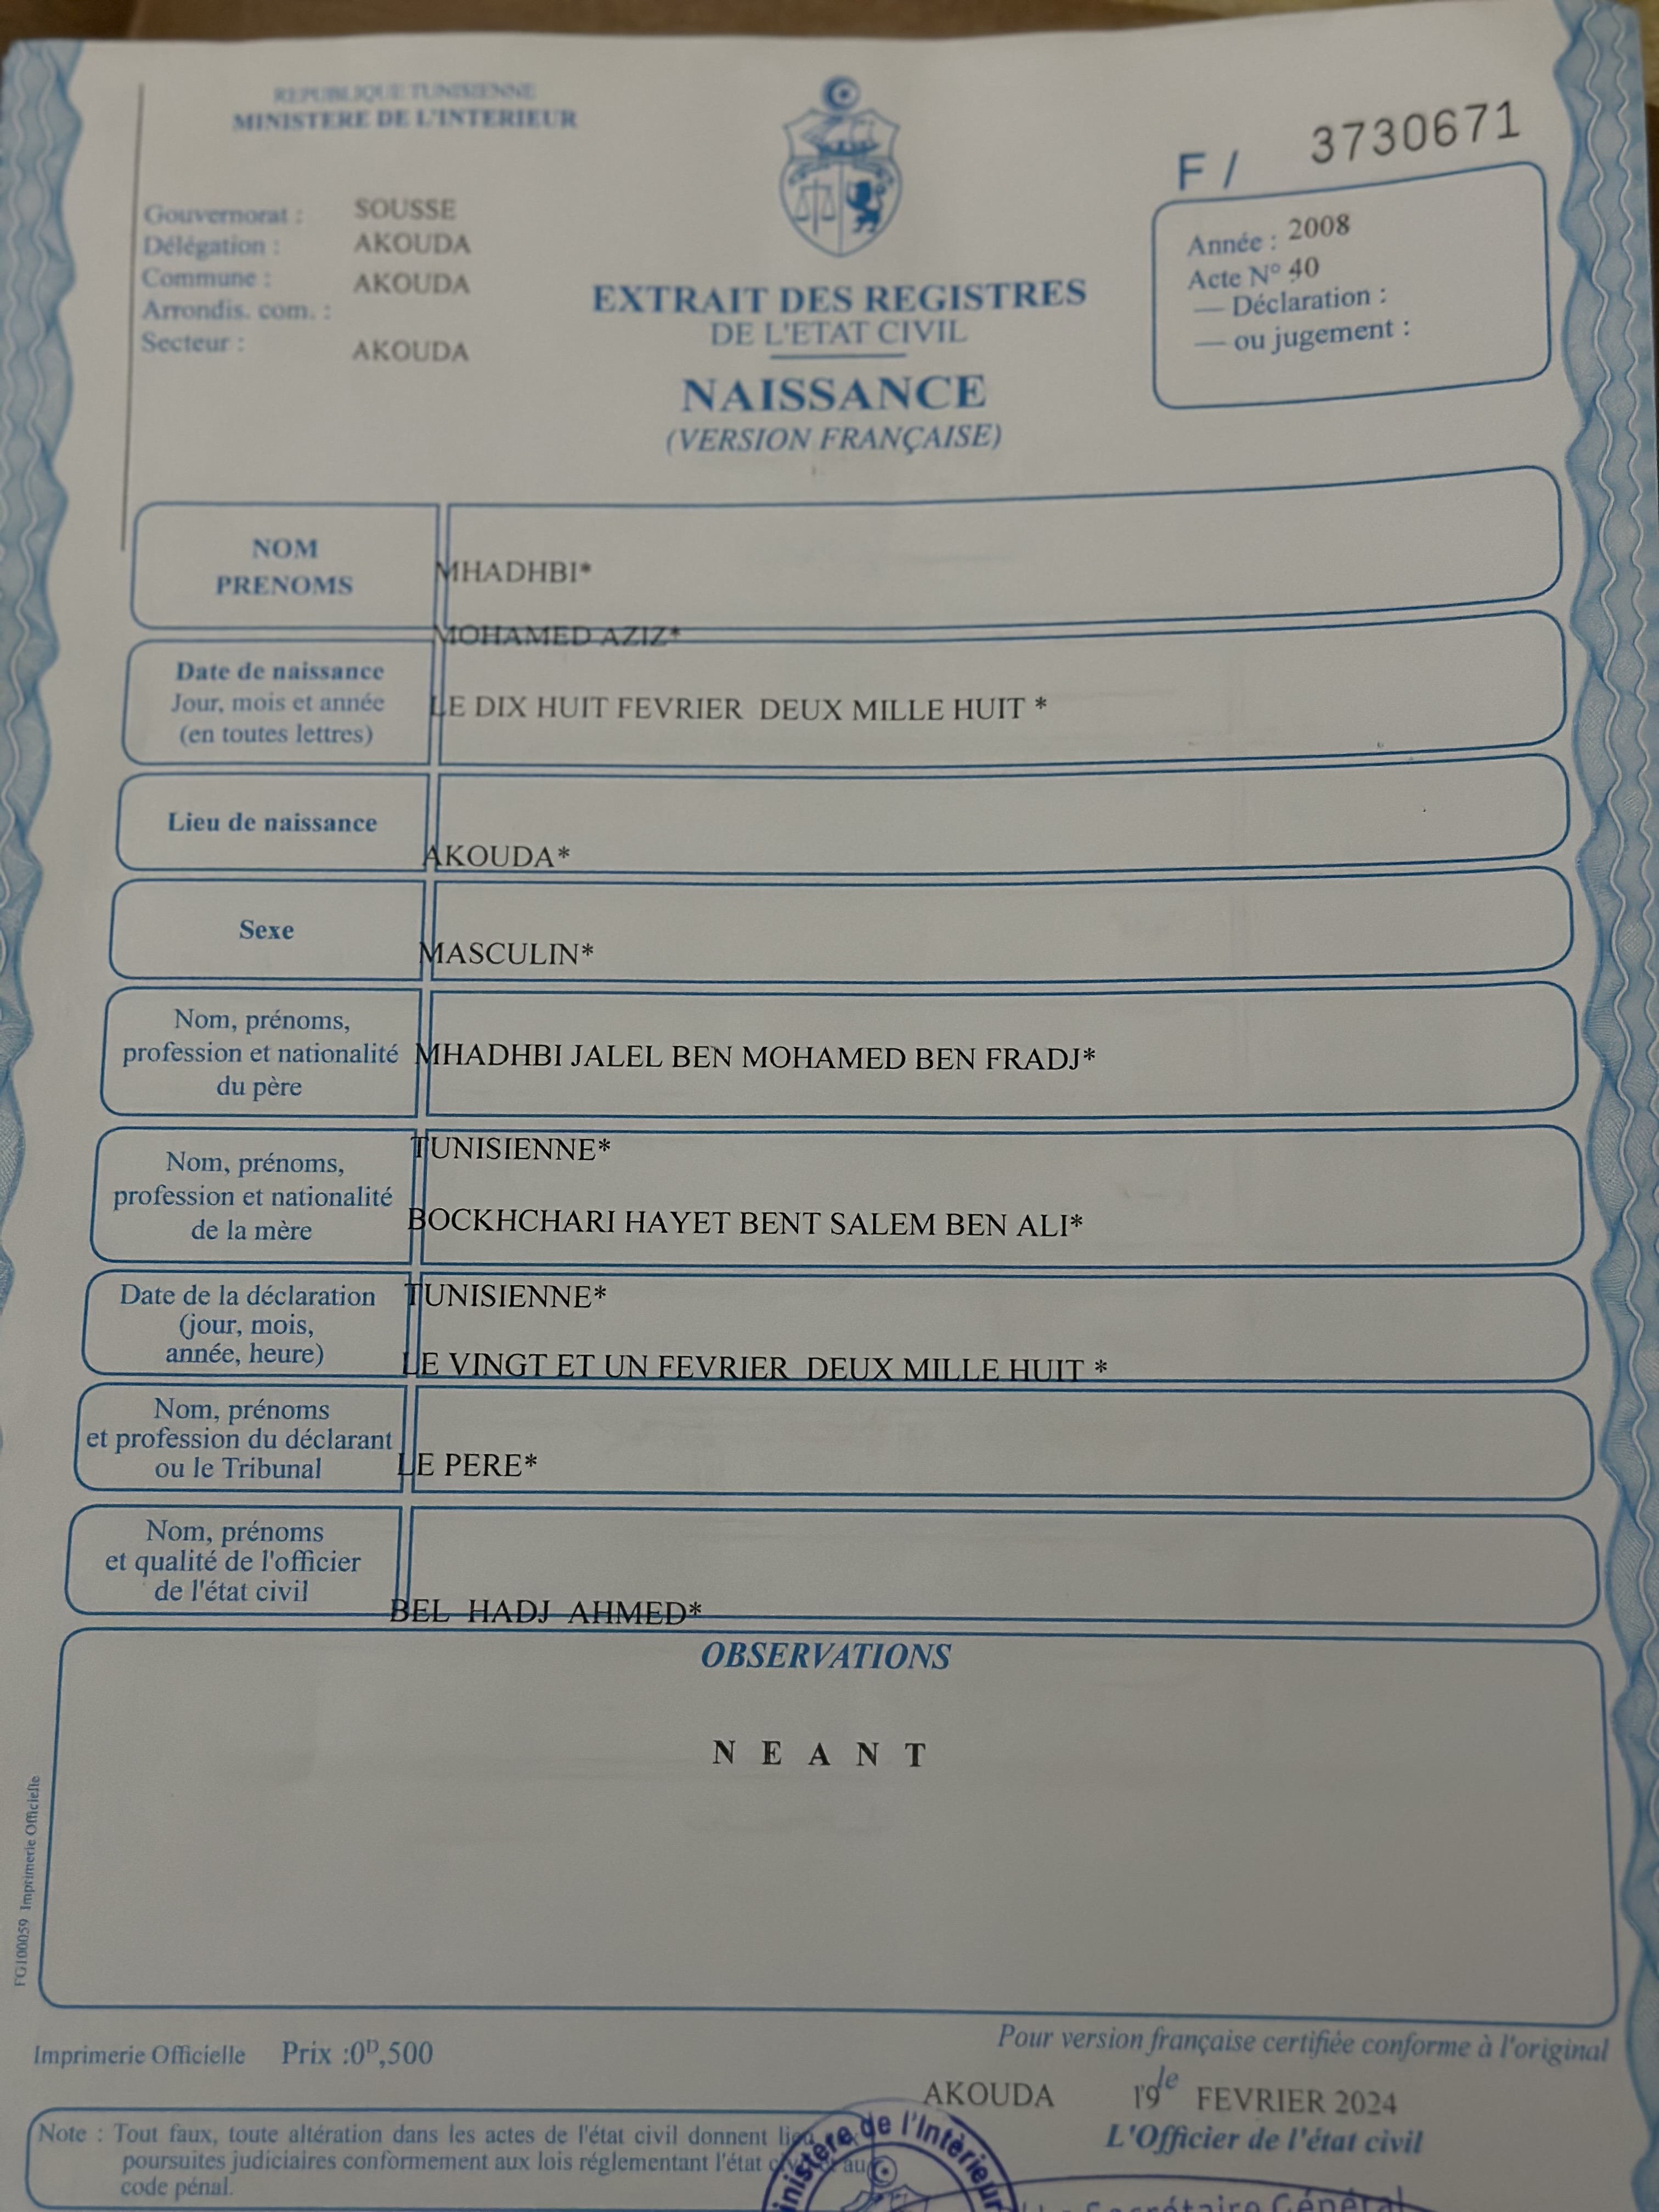 REPUBLIQUE TUNISIENNE
MINISTERE DE L'INTERIEUR
F / 3730671
Gouvernorat : SOUSSE
Délégation : AKOUDA
Commune : AKOUDA
Arrondis. com. :
Secteur : AKOUDA
EXTRAIT DES REGISTRES
DE L'ETAT CIVIL
NAISSANCE
(VERSION FRANÇAISE)
Année : 2008
Acte N° 40
— Déclaration :
— ou jugement :
NOM
PRENOMS
MHADHBI*
MOHAMED AZIZ*
Date de naissance
Jour, mois et année
(en toutes lettres)
LE DIX HUIT FEVRIER DEUX MILLE HUIT *
Lieu de naissance
AKOUDA*
Sexe
MASCULIN*
Nom, prénoms,
profession et nationalité
du père
MHADHBI JALEL BEN MOHAMED BEN FRADJ*
TUNISIENNE*
Nom, prénoms,
profession et nationalité
de la mère
BOCKHCHARI HAYET BENT SALEM BEN ALI*
TUNISIENNE*
Date de la déclaration
(jour, mois,
année, heure)
LE VINGT ET UN FEVRIER DEUX MILLE HUIT *
Nom, prénoms
et profession du déclarant
ou le Tribunal
LE PERE*
Nom, prénoms
et qualité de l'officier
de l'état civil
BEL HADJ AHMED*
OBSERVATIONS
N E A N T
FG100059 Imprimerie Officielle
Imprimerie Officielle Prix :0D,500
Pour version française certifiée conforme à l'original
AKOUDA le 19 FEVRIER 2024
L'Officier de l'état civil
Note : Tout faux, toute altération dans les actes de l'état civil donnent
poursuites judiciaires conformement aux lois réglementant l'état au
code pénal.
de l'Intèrieur
Secrétaire Général